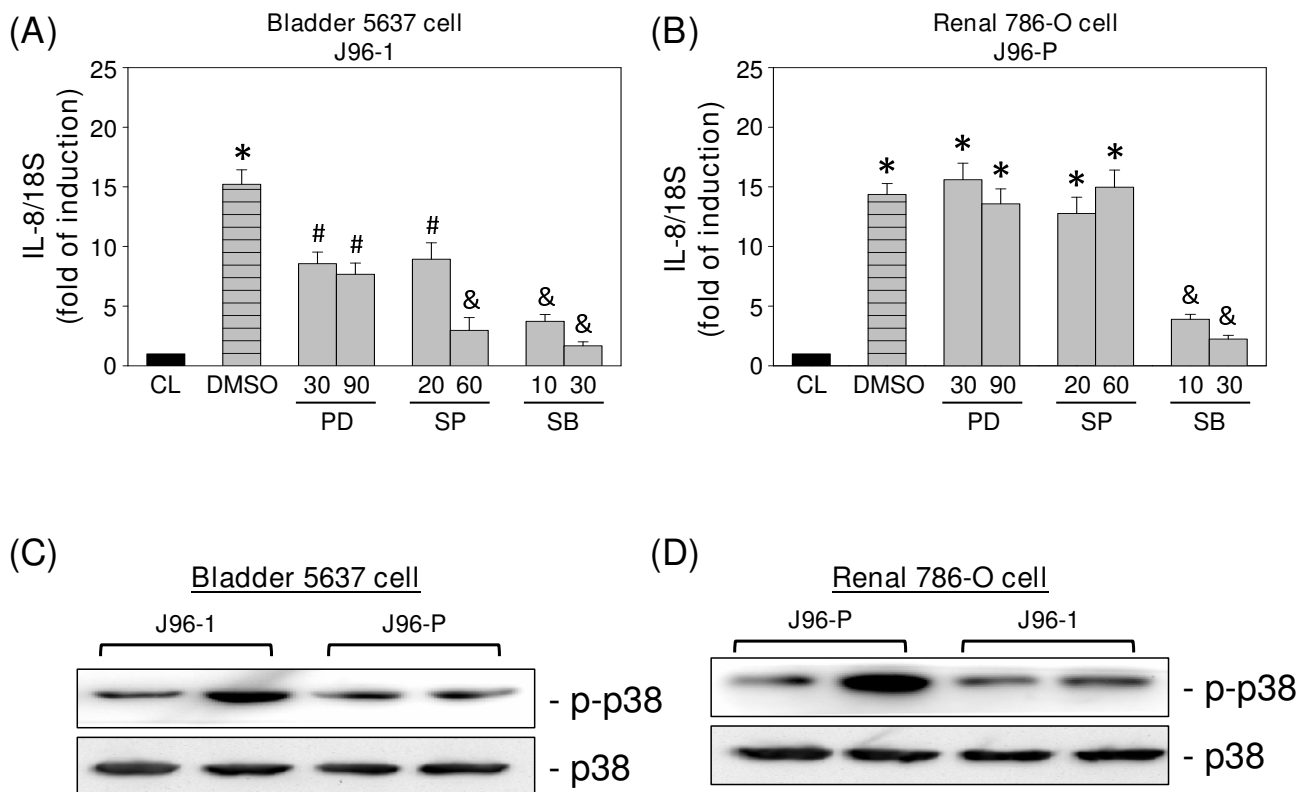 (A)
Bladder 5637 cell
J96-1
IL-8/18S
(fold of induction)
25
20
15
10
5
0
*
#
#
#
&
&
&
CL DMSO 30 90 20 60 10 30
PD SP SB
(B)
Renal 786-O cell
J96-P
IL-8/18S
(fold of induction)
25
20
15
10
5
0
*
*
*
*
*
&
&
CL DMSO 30 90 20 60 10 30
PD SP SB
(C)
Bladder 5637 cell
J96-1 J96-P
- p-p38
- p38
(D)
Renal 786-O cell
J96-P J96-1
- p-p38
- p38